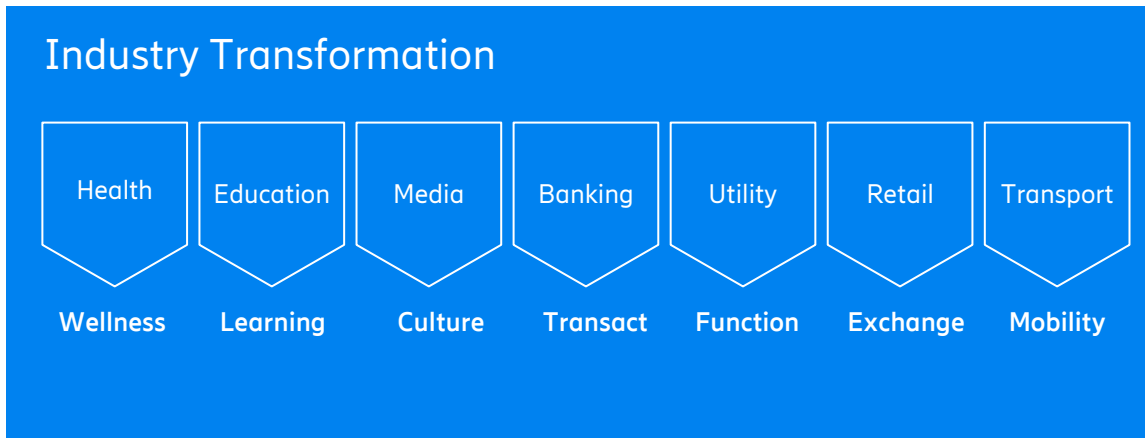 Industry Transformation
Health Education Media Banking Utility Retail Transport
Wellness Learning Culture Transact Function Exchange Mobility